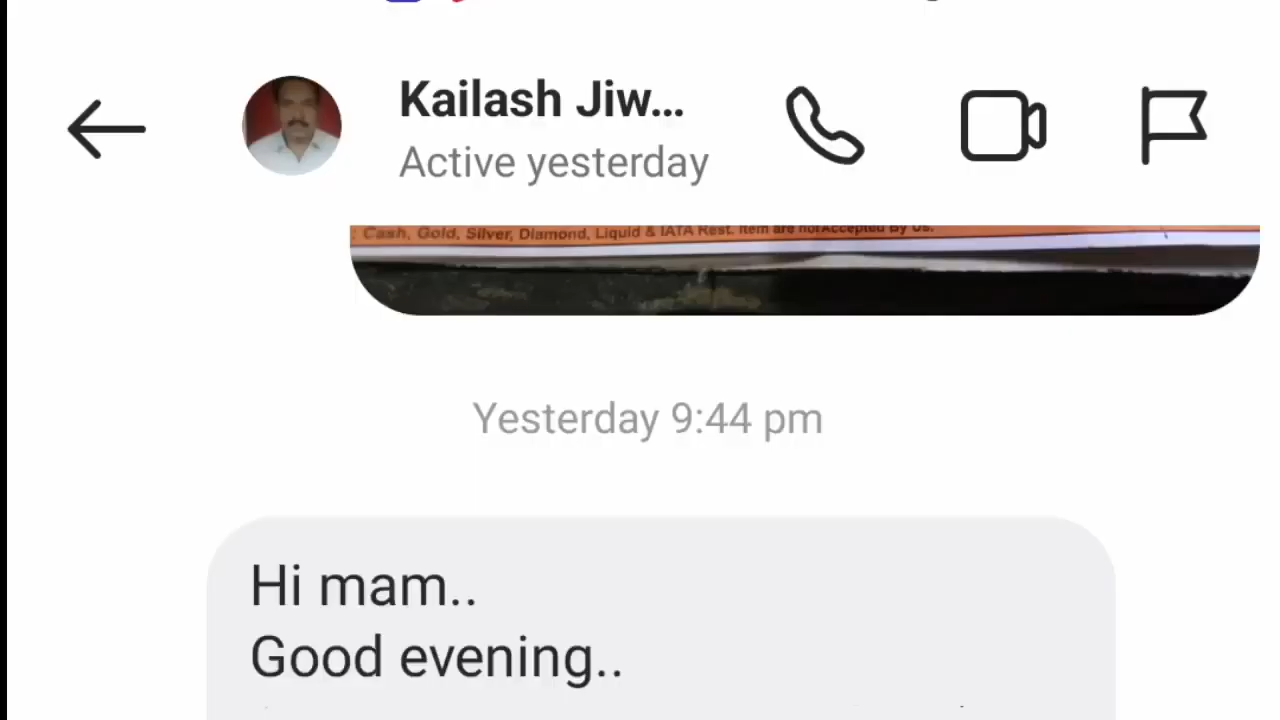 Kailash Jiw...
Active yesterday
: Cash, Gold, Silver, Diamond, Liquid & IATA Rest. Item are not Accepted By Us.
Yesterday 9:44 pm
Hi mam..
Good evening..